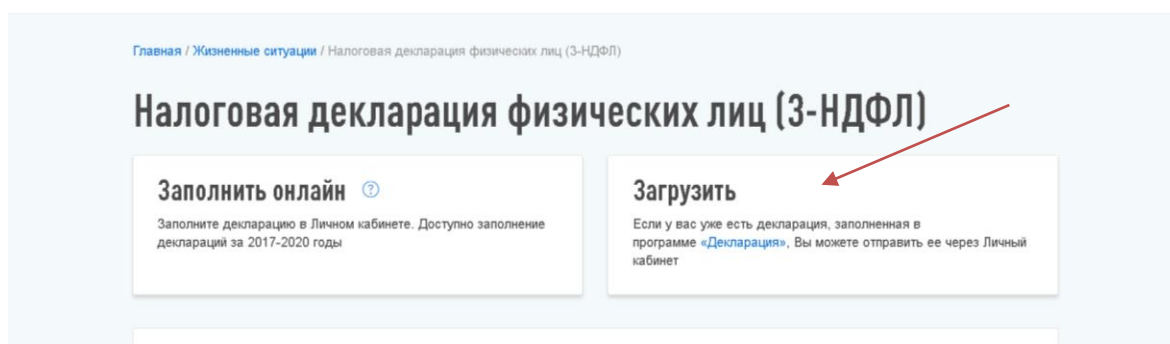 Главная / Жизненные ситуации / Налоговая декларация физических лиц (3-НДФЛ)
Налоговая декларация физических лиц (3-НДФЛ)
Заполнить онлайн ?
Заполните декларацию в Личном кабинете. Доступно заполнение
деклараций за 2017-2020 годы
Загрузить
Если у вас уже есть декларация, заполненная в
программе «Декларация», Вы можете отправить ее через Личный
кабинет